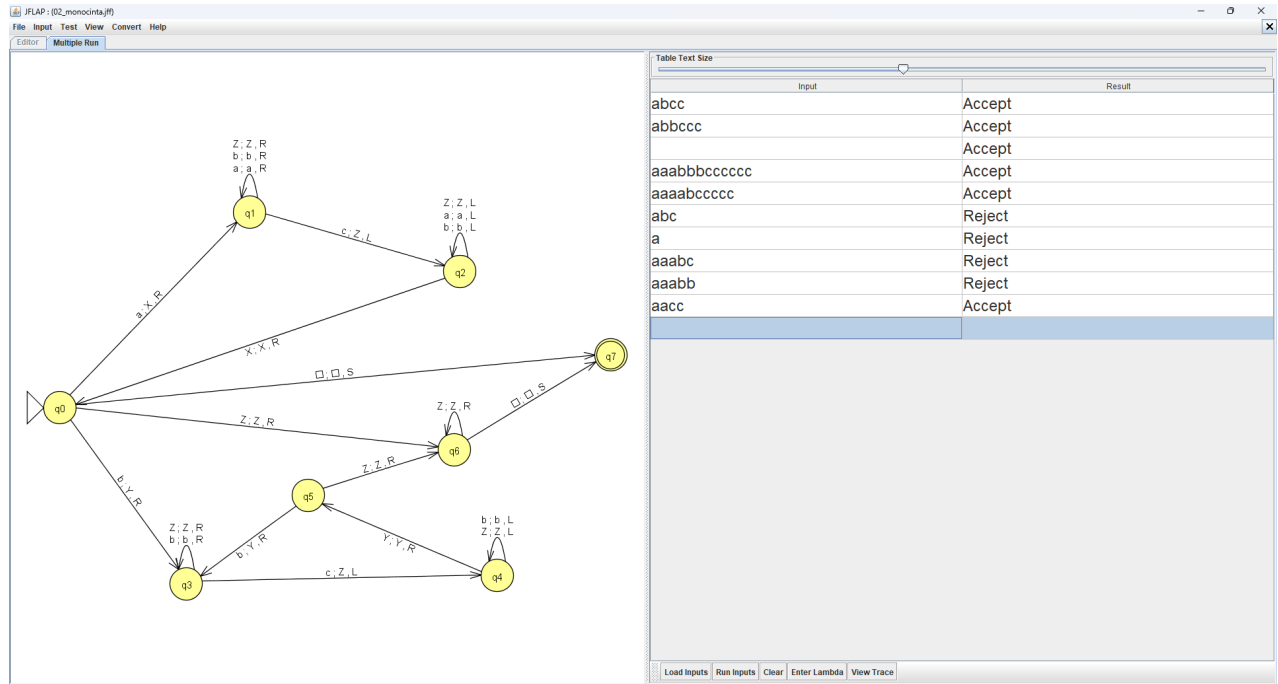 JFLAP : (02_monocinta.jff)
File Input Test View Convert Help
Editor Multiple Run
Table Text Size
Input Result
abcc Accept
abbccc Accept
Accept
aaabbbcccccc Accept
aaaabccccc Accept
abc Reject
a Reject
aaabc Reject
aaabb Reject
aacc Accept
Z ; Z , R
b ; b , R
a ; a , R
q1
Z ; Z , L
a ; a , L
b ; b , L
c ; Z , L
q2
a ; X , R
X ; X , R
□ ; □ , S
q7
q0
Z ; Z , R
Z ; Z , R
□ ; □ , S
q6
Z ; Z , R
q5
b ; Y , R
Z ; Z , R
b ; b , R
b ; Y , R
Y ; Y , R
b ; b , L
Z ; Z , L
c ; Z , L
q3
q4
Load Inputs Run Inputs Clear Enter Lambda View Trace